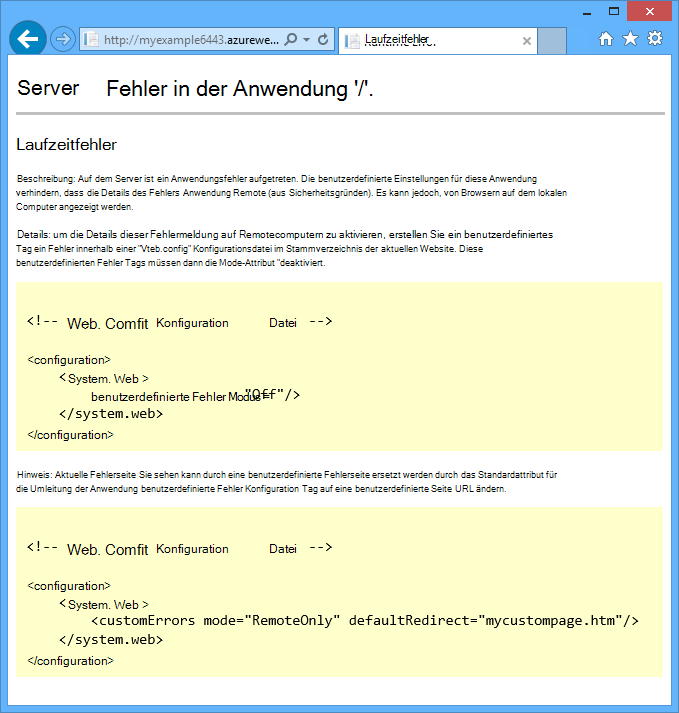 http://myexample6443.azurewe...
Laufzeitfehler
Server Fehler in der Anwendung '/'.
Laufzeitfehler
Beschreibung: Auf dem Server ist ein Anwendungsfehler aufgetreten. Die benutzerdefinierte Einstellungen für diese Anwendung
verhindern, dass die Details des Fehlers Anwendung Remote (aus Sicherheitsgründen). Es kann jedoch, von Browsern auf dem lokalen
Computer angezeigt werden.
Details: um die Details dieser Fehlermeldung auf Remotecomputern zu aktivieren, erstellen Sie ein benutzerdefiniertes
Tag ein Fehler innerhalb einer "Vteb.config" Konfigurationsdatei im Stammverzeichnis der aktuellen Website. Diese
benutzerdefinierten Fehler Tags müssen dann die Mode-Attribut "deaktiviert.
<!-- Web. Comfit Konfiguration Datei -->
<configuration>
<System. Web >
benutzerdefinierte Fehler Modus= "Off"/>
</system.web>
</configuration>
Hinweis: Aktuelle Fehlerseite Sie sehen kann durch eine benutzerdefinierte Fehlerseite ersetzt werden durch das Standardattribut für
die Umleitung der Anwendung benutzerdefinierte Fehler Konfiguration Tag auf eine benutzerdefinierte Seite URL ändern.
<!-- Web. Comfit Konfiguration Datei -->
<configuration>
<System. Web >
<customErrors mode="RemoteOnly" defaultRedirect="mycustompage.htm"/>
</system.web>
</configuration>